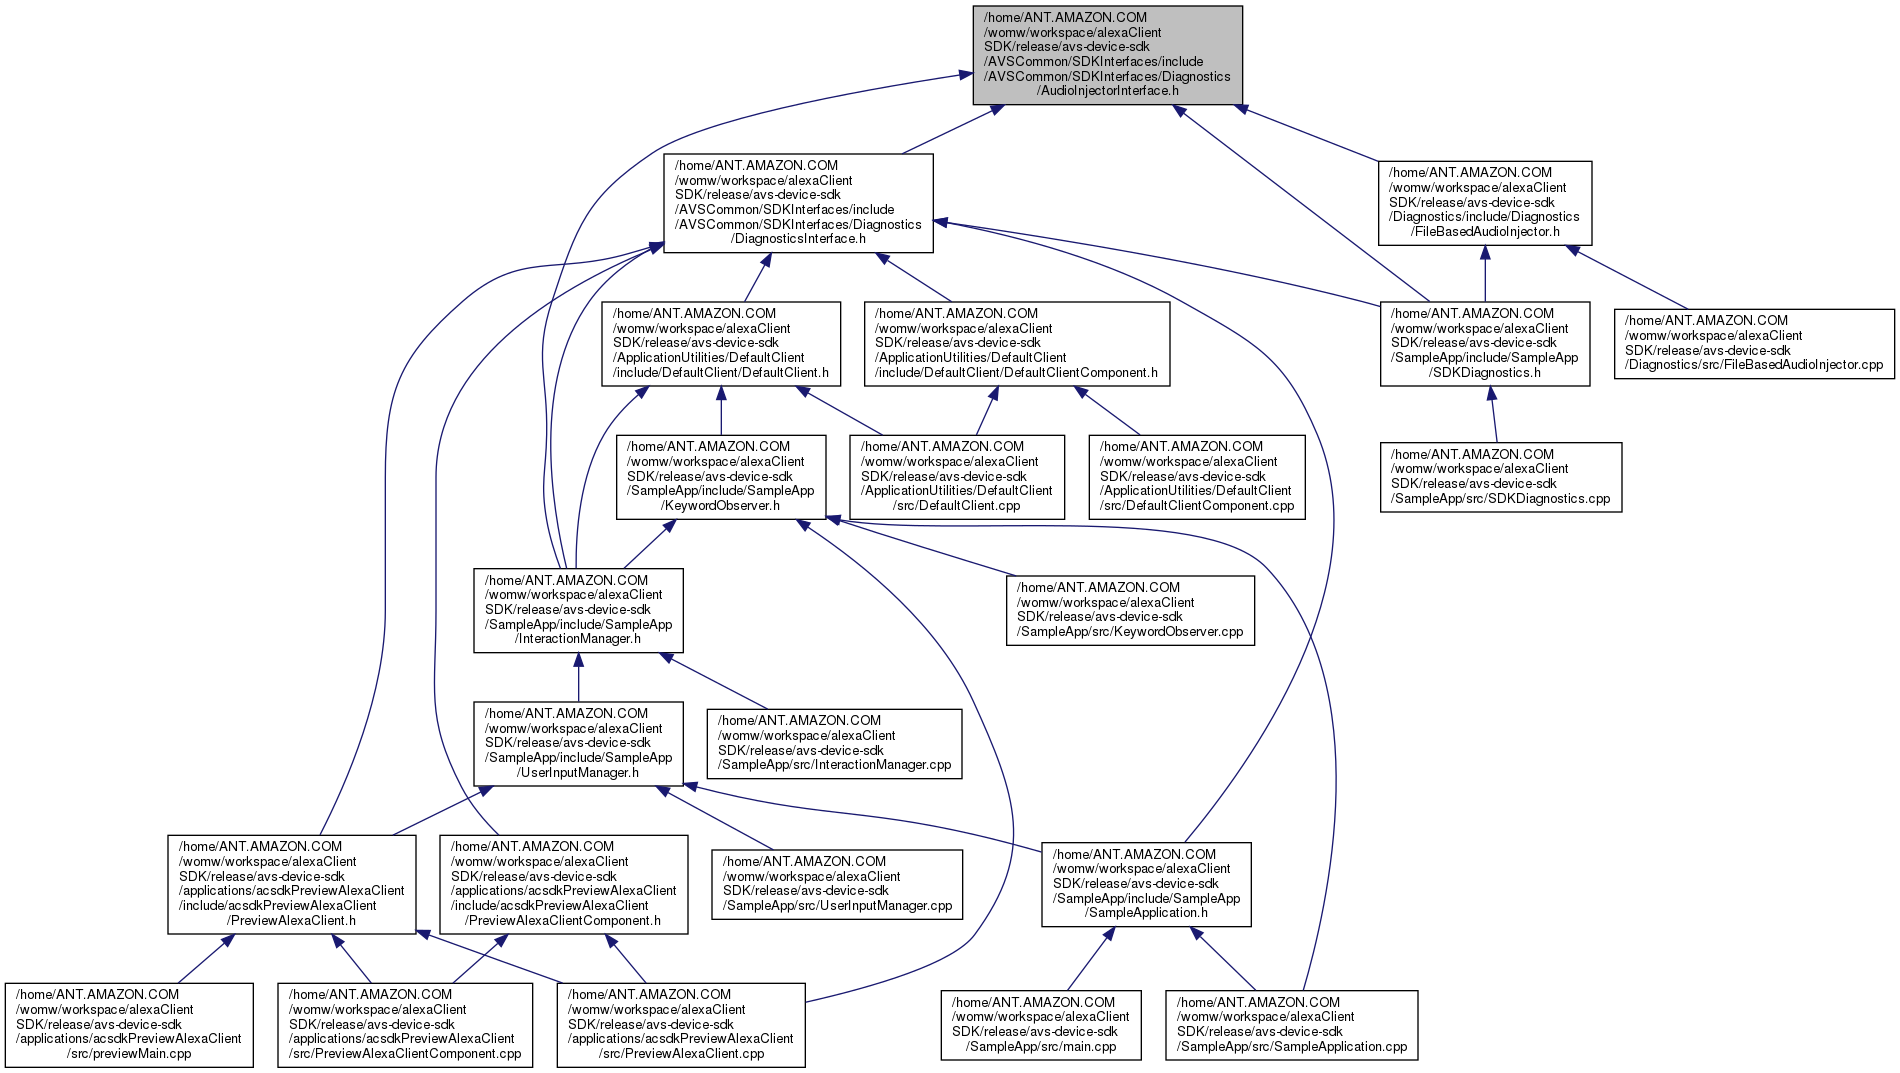 /home/ANT.AMAZON.COM
/womw/workspace/alexaClient
SDK/release/avs-device-sdk
/AVSCommon/SDKInterfaces/include
/AVSCommon/SDKInterfaces/Diagnostics
/AudioInjectorInterface.h
/home/ANT.AMAZON.COM
/womw/workspace/alexaClient
SDK/release/avs-device-sdk
/AVSCommon/SDKInterfaces/include
/AVSCommon/SDKInterfaces/Diagnostics
/DiagnosticsInterface.h
/home/ANT.AMAZON.COM
/womw/workspace/alexaClient
SDK/release/avs-device-sdk
/Diagnostics/include/Diagnostics
/FileBasedAudioInjector.h
/home/ANT.AMAZON.COM
/womw/workspace/alexaClient
SDK/release/avs-device-sdk
/ApplicationUtilities/DefaultClient
/include/DefaultClient/DefaultClient.h
/home/ANT.AMAZON.COM
/womw/workspace/alexaClient
SDK/release/avs-device-sdk
/ApplicationUtilities/DefaultClient
/include/DefaultClient/DefaultClientComponent.h
/home/ANT.AMAZON.COM
/womw/workspace/alexaClient
SDK/release/avs-device-sdk
/SampleApp/include/SampleApp
/SDKDiagnostics.h
/home/ANT.AMAZON.COM
/womw/workspace/alexaClient
SDK/release/avs-device-sdk
/Diagnostics/src/FileBasedAudioInjector.cpp
/home/ANT.AMAZON.COM
/womw/workspace/alexaClient
SDK/release/avs-device-sdk
/SampleApp/include/SampleApp
/KeywordObserver.h
/home/ANT.AMAZON.COM
/womw/workspace/alexaClient
SDK/release/avs-device-sdk
/ApplicationUtilities/DefaultClient
/src/DefaultClient.cpp
/home/ANT.AMAZON.COM
/womw/workspace/alexaClient
SDK/release/avs-device-sdk
/ApplicationUtilities/DefaultClient
/src/DefaultClientComponent.cpp
/home/ANT.AMAZON.COM
/womw/workspace/alexaClient
SDK/release/avs-device-sdk
/SampleApp/src/SDKDiagnostics.cpp
/home/ANT.AMAZON.COM
/womw/workspace/alexaClient
SDK/release/avs-device-sdk
/SampleApp/include/SampleApp
/InteractionManager.h
/home/ANT.AMAZON.COM
/womw/workspace/alexaClient
SDK/release/avs-device-sdk
/SampleApp/src/KeywordObserver.cpp
/home/ANT.AMAZON.COM
/womw/workspace/alexaClient
SDK/release/avs-device-sdk
/SampleApp/include/SampleApp
/UserInputManager.h
/home/ANT.AMAZON.COM
/womw/workspace/alexaClient
SDK/release/avs-device-sdk
/SampleApp/src/InteractionManager.cpp
/home/ANT.AMAZON.COM
/womw/workspace/alexaClient
SDK/release/avs-device-sdk
/applications/acsdkPreviewAlexaClient
/include/acsdkPreviewAlexaClient
/PreviewAlexaClient.h
/home/ANT.AMAZON.COM
/womw/workspace/alexaClient
SDK/release/avs-device-sdk
/applications/acsdkPreviewAlexaClient
/include/acsdkPreviewAlexaClient
/PreviewAlexaClientComponent.h
/home/ANT.AMAZON.COM
/womw/workspace/alexaClient
SDK/release/avs-device-sdk
/SampleApp/src/UserInputManager.cpp
/home/ANT.AMAZON.COM
/womw/workspace/alexaClient
SDK/release/avs-device-sdk
/SampleApp/include/SampleApp
/SampleApplication.h
/home/ANT.AMAZON.COM
/womw/workspace/alexaClient
SDK/release/avs-device-sdk
/applications/acsdkPreviewAlexaClient
/src/previewMain.cpp
/home/ANT.AMAZON.COM
/womw/workspace/alexaClient
SDK/release/avs-device-sdk
/applications/acsdkPreviewAlexaClient
/src/PreviewAlexaClientComponent.cpp
/home/ANT.AMAZON.COM
/womw/workspace/alexaClient
SDK/release/avs-device-sdk
/applications/acsdkPreviewAlexaClient
/src/PreviewAlexaClient.cpp
/home/ANT.AMAZON.COM
/womw/workspace/alexaClient
SDK/release/avs-device-sdk
/SampleApp/src/main.cpp
/home/ANT.AMAZON.COM
/womw/workspace/alexaClient
SDK/release/avs-device-sdk
/SampleApp/src/SampleApplication.cpp